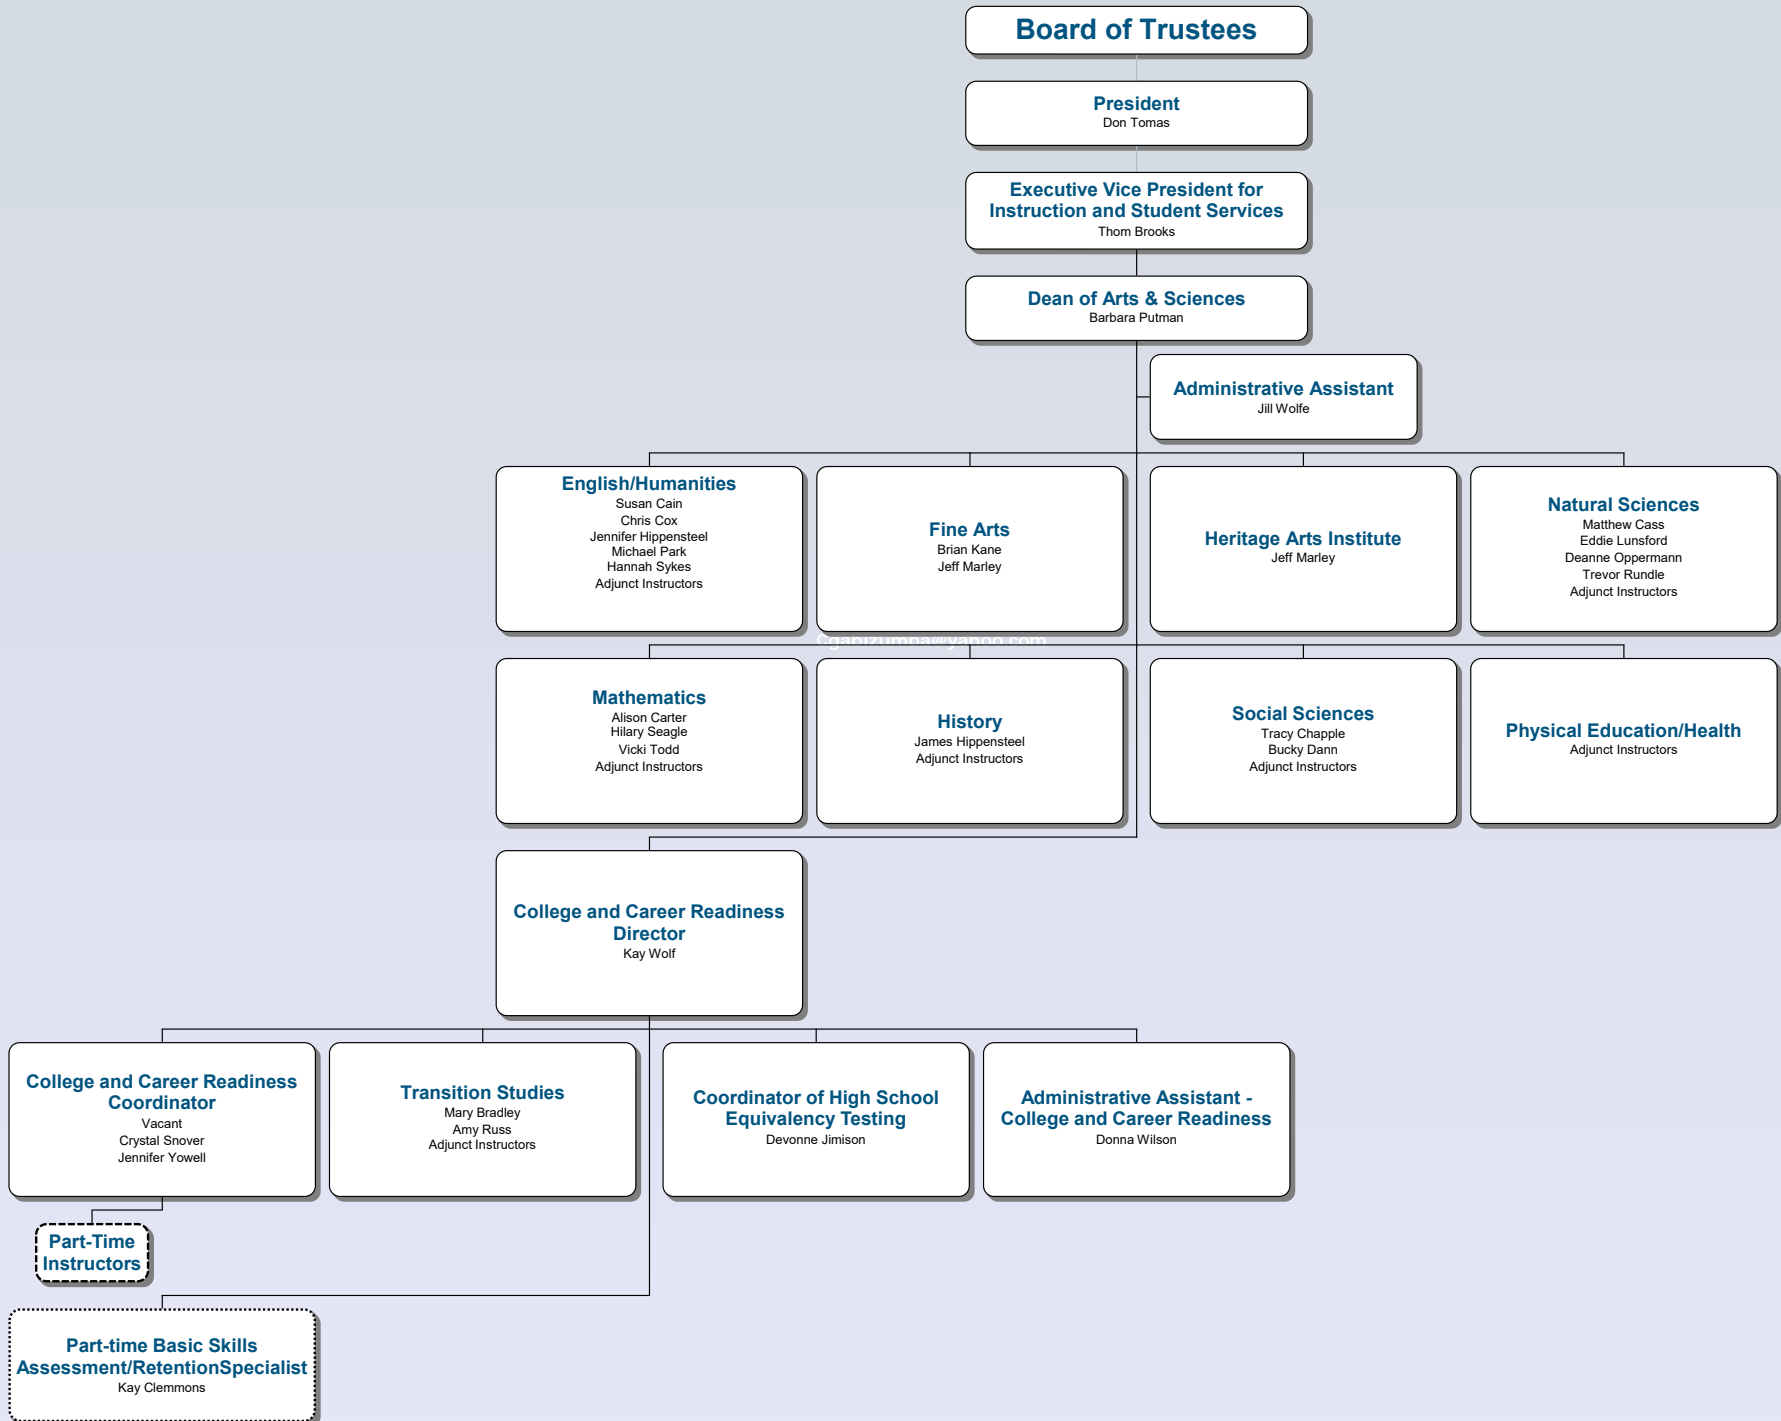 Board of Trustees
President
Don Tomas
Executive Vice President for
Instruction and Student Services
Thom Brooks
Dean of Arts & Sciences
Barbara Putman
Administrative Assistant
Jill Wolfe
English/Humanities
Susan Cain
Chris Cox
Jennifer Hippensteel
Michael Park
Hannah Sykes
Adjunct Instructors
Fine Arts
Brian Kane
Jeff Marley
Heritage Arts Institute
Jeff Marley
Natural Sciences
Matthew Cass
Eddie Lunsford
Deanne Oppermann
Trevor Rundle
Adjunct Instructors
Mathematics
Alison Carter
Hilary Seagle
Vicki Todd
Adjunct Instructors
History
James Hippensteel
Adjunct Instructors
Social Sciences
Tracy Chapple
Bucky Dann
Adjunct Instructors
Physical Education/Health
Adjunct Instructors
College and Career Readiness
Director
Kay Wolf
College and Career Readiness
Coordinator
Vacant
Crystal Snover
Jennifer Yowell
Transition Studies
Mary Bradley
Amy Russ
Adjunct Instructors
Coordinator of High School
Equivalency Testing
Devonne Jimison
Administrative Assistant -
College and Career Readiness
Donna Wilson
Part-Time
Instructors
Part-time Basic Skills
Assessment/RetentionSpecialist
Kay Clemmons